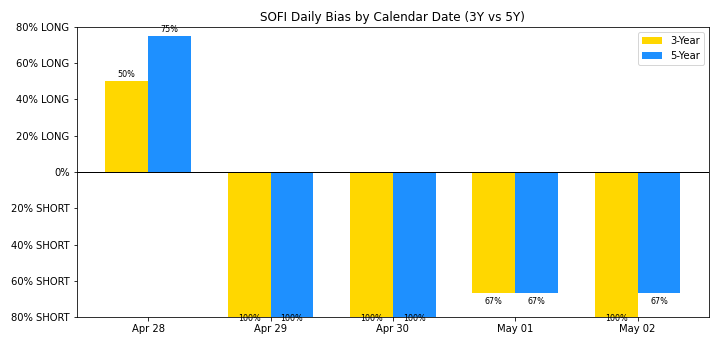 SOFI Daily Bias by Calendar Date (3Y vs 5Y)
80% LONG
60% LONG
40% LONG
20% LONG
0%
20% SHORT
40% SHORT
60% SHORT
80% SHORT
3-Year
5-Year
50%
75%
100%
100%
100%
100%
67%
67%
100%
67%
Apr 28
Apr 29
Apr 30
May 01
May 02